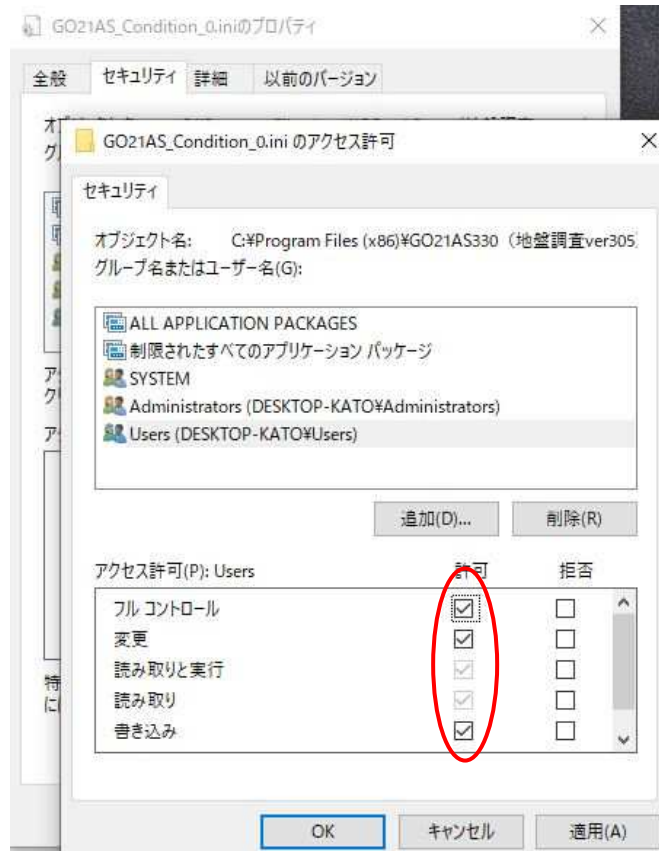 GO21AS_Condition_0.iniのプロパティ
全般 セキュリティ 詳細 以前のバージョン
GO21AS_Condition_0.ini のアクセス許可
セキュリティ
オブジェクト名: C:¥Program Files (x86)¥GO21AS330（地盤調査ver305
グループ名またはユーザー名(G):
ALL APPLICATION PACKAGES
制限されたすべてのアプリケーション パッケージ
SYSTEM
Administrators (DESKTOP-KATO¥Administrators)
Users (DESKTOP-KATO¥Users)
追加(D)... 削除(R)
アクセス許可(P): Users 許可 拒否
フル コントロール
変更
読み取りと実行
読み取り
書き込み
OK キャンセル 適用(A)